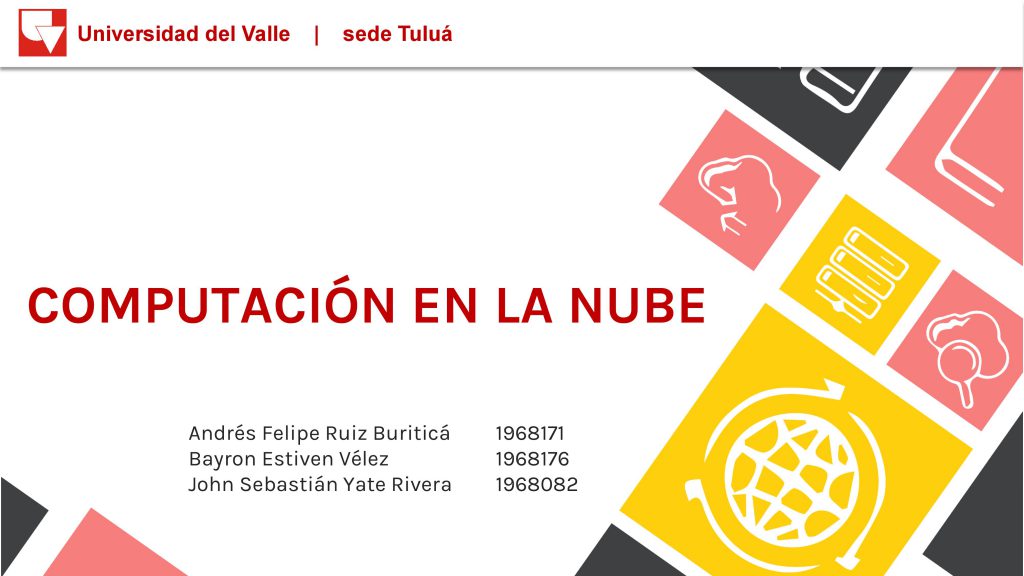 Universidad del Valle | sede Tuluá
COMPUTACIÓN EN LA NUBE
Andrés Felipe Ruiz Buriticá 1968171
Bayron Estiven Vélez 1968176
John Sebastián Yate Rivera 1968082